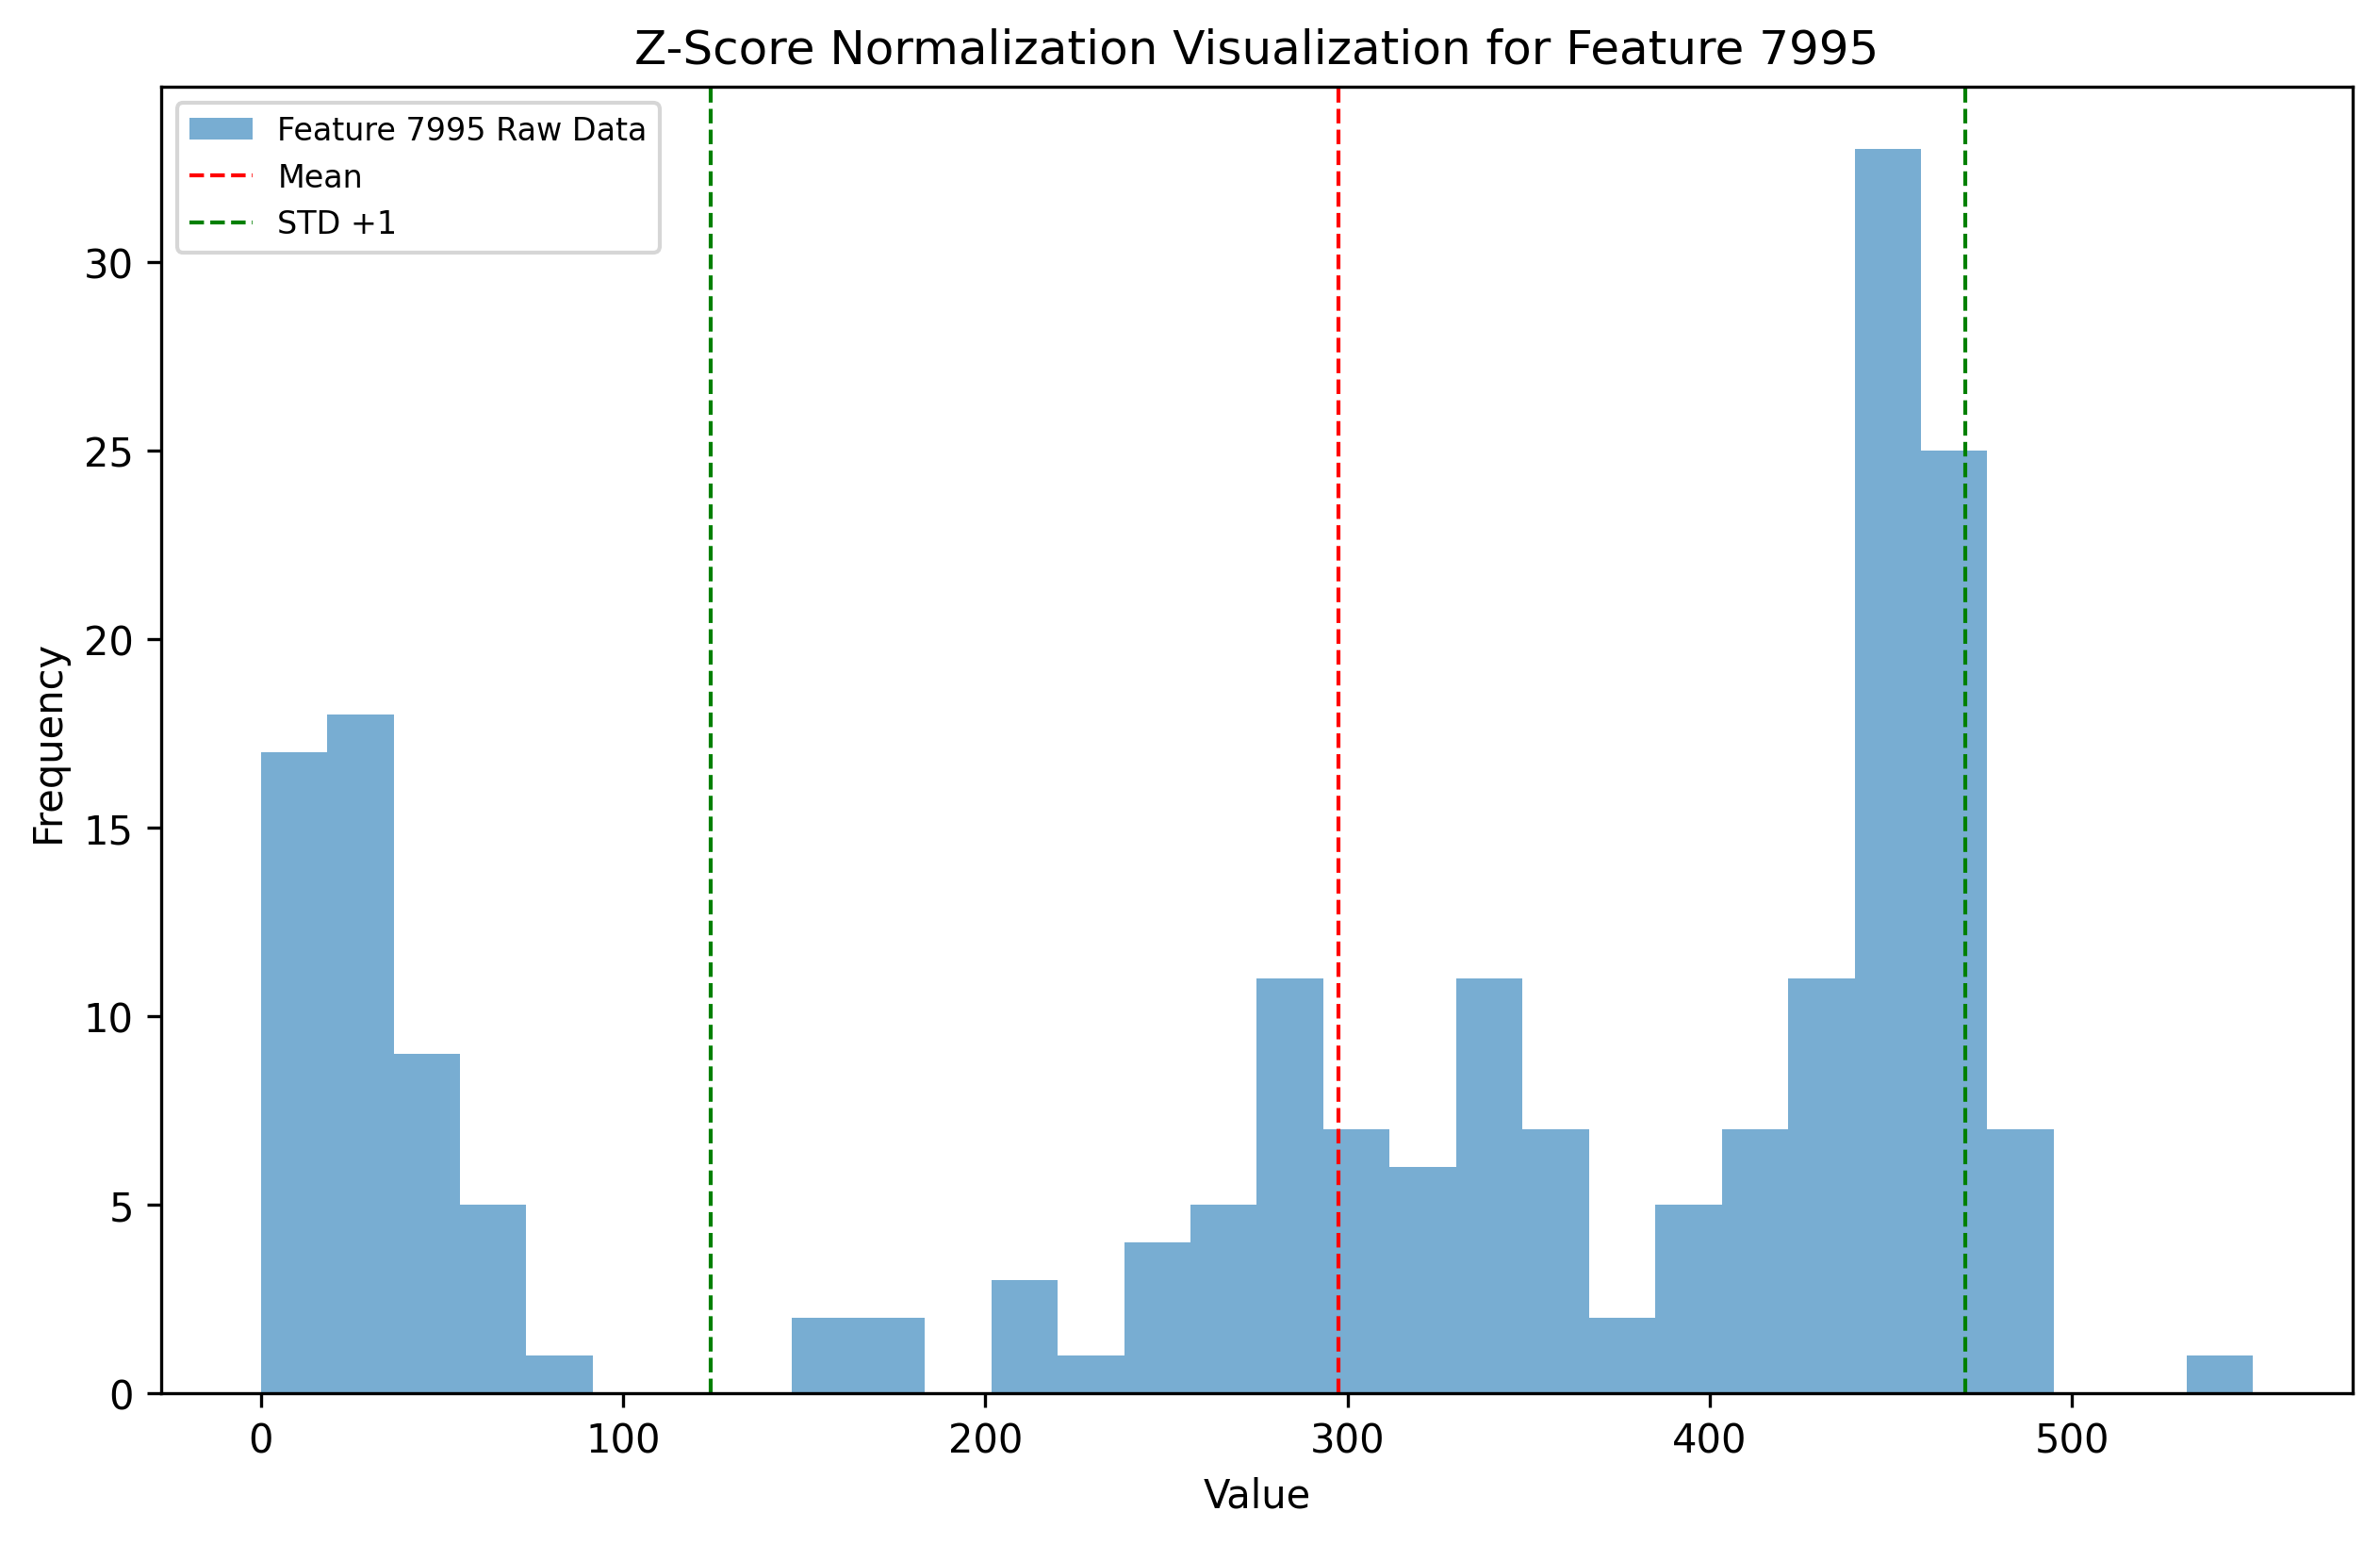 Z-Score Normalization Visualization for Feature 7995
Feature 7995 Raw Data
Mean
STD +1
30
25
20
15
10
5
0
Frequency
0 100 200 300 400 500
Value